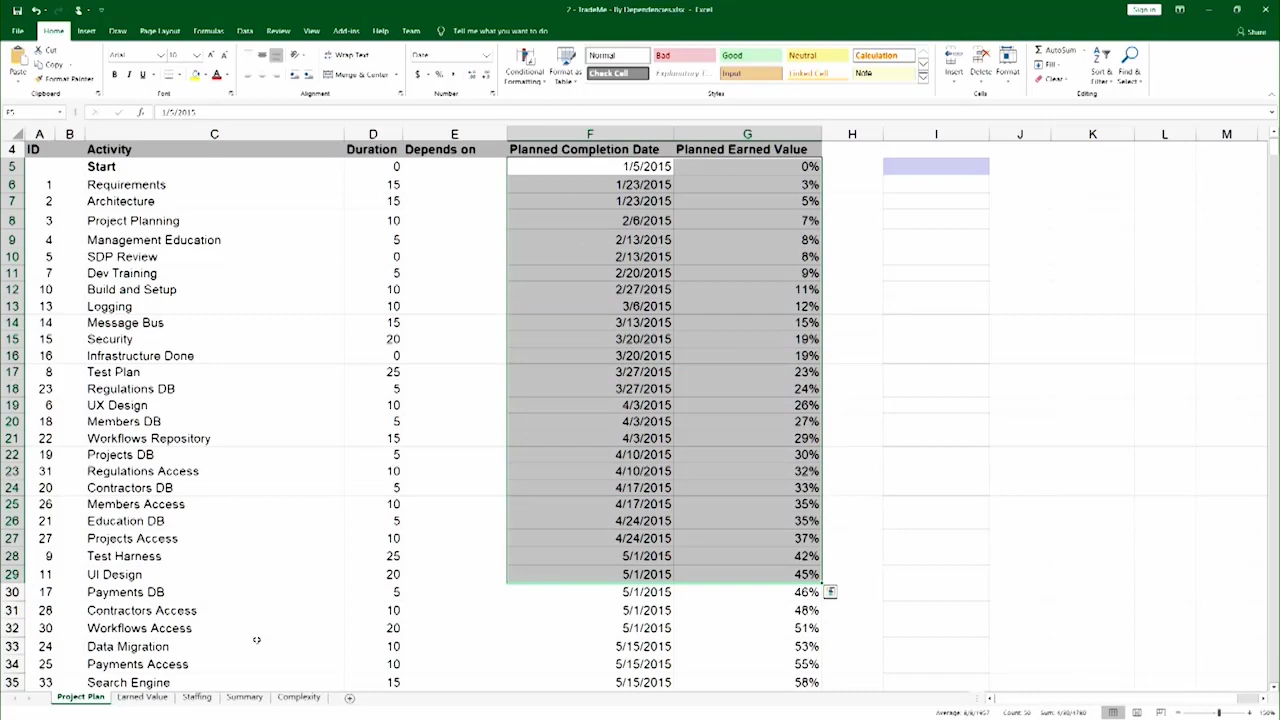 2 - TradeMe - By Dependencies.xlsx - Excel
Sign in
File Home Insert Draw Page Layout Formulas Data Review View Add-ins Help Team Tell me what you want to do Share
Paste Cut Copy Format Painter
Clipboard
Arial 10
B I U
Font
Wrap Text
Merge & Center
Alignment
Date
$ % ,
Number
Conditional Formatting
Format as Table
Normal Bad Good Neutral Calculation
Check Cell Explanatory T... Input Linked Cell Note
Styles
Insert Delete Format
Cells
AutoSum
Fill
Clear
Sort & Filter
Find & Select
Editing
F5 fx 1/5/2015
A B C D E F G H I J K L M
4 ID Activity Duration Depends on Planned Completion Date Planned Earned Value
5 Start 0 1/5/2015 0%
6 1 Requirements 15 1/23/2015 3%
7 2 Architecture 15 1/23/2015 5%
8 3 Project Planning 10 2/6/2015 7%
9 4 Management Education 5 2/13/2015 8%
10 5 SDP Review 0 2/13/2015 8%
11 7 Dev Training 5 2/20/2015 9%
12 10 Build and Setup 10 2/27/2015 11%
13 13 Logging 10 3/6/2015 12%
14 14 Message Bus 15 3/13/2015 15%
15 15 Security 20 3/20/2015 19%
16 16 Infrastructure Done 0 3/20/2015 19%
17 8 Test Plan 25 3/27/2015 23%
18 23 Regulations DB 5 3/27/2015 24%
19 6 UX Design 10 4/3/2015 26%
20 18 Members DB 5 4/3/2015 27%
21 22 Workflows Repository 15 4/3/2015 29%
22 19 Projects DB 5 4/10/2015 30%
23 31 Regulations Access 10 4/10/2015 32%
24 20 Contractors DB 5 4/17/2015 33%
25 26 Members Access 10 4/17/2015 35%
26 21 Education DB 5 4/24/2015 35%
27 27 Projects Access 10 4/24/2015 37%
28 9 Test Harness 25 5/1/2015 42%
29 11 UI Design 20 5/1/2015 45%
30 17 Payments DB 5 5/1/2015 46%
31 28 Contractors Access 10 5/1/2015 48%
32 30 Workflows Access 20 5/1/2015 51%
33 24 Data Migration 10 5/15/2015 53%
34 25 Payments Access 10 5/15/2015 55%
35 33 Search Engine 15 5/15/2015 58%
Project Plan Earned Value Staffing Summary Complexity
Average: 8/8/1957 Count: 50 150%